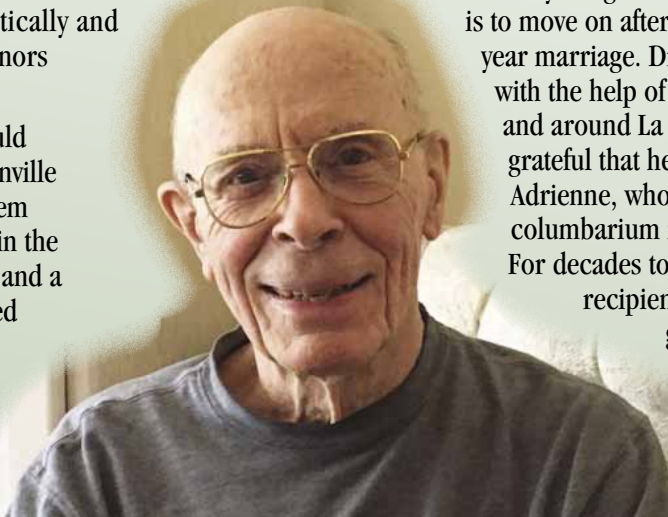 tically and
nors
uld
nville
em
in the
and a
ed
is to move on after
year marriage. Di
with the help of
and around La
grateful that he
Adrienne, who
columbarium
For decades to
recipien